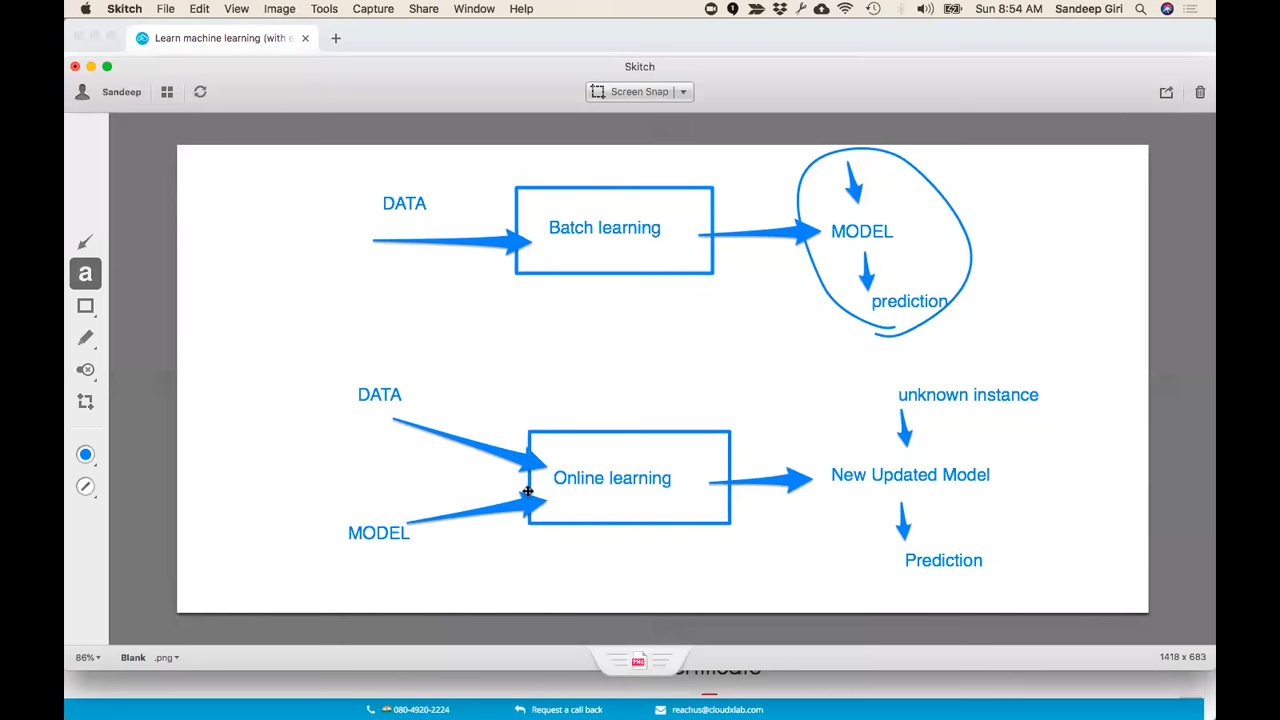 Skitch File Edit View Image Tools Capture Share Window Help Sun 8:54 AM Sandeep Giri
Learn machine learning (with e
Skitch
Sandeep
Screen Snap
DATA
Batch learning
MODEL
prediction
DATA
unknown instance
Online learning
New Updated Model
MODEL
Prediction
a
86% Blank .png PNG 1418 x 683
080-4920-2224 Request a call back reachus@cloudxlab.com